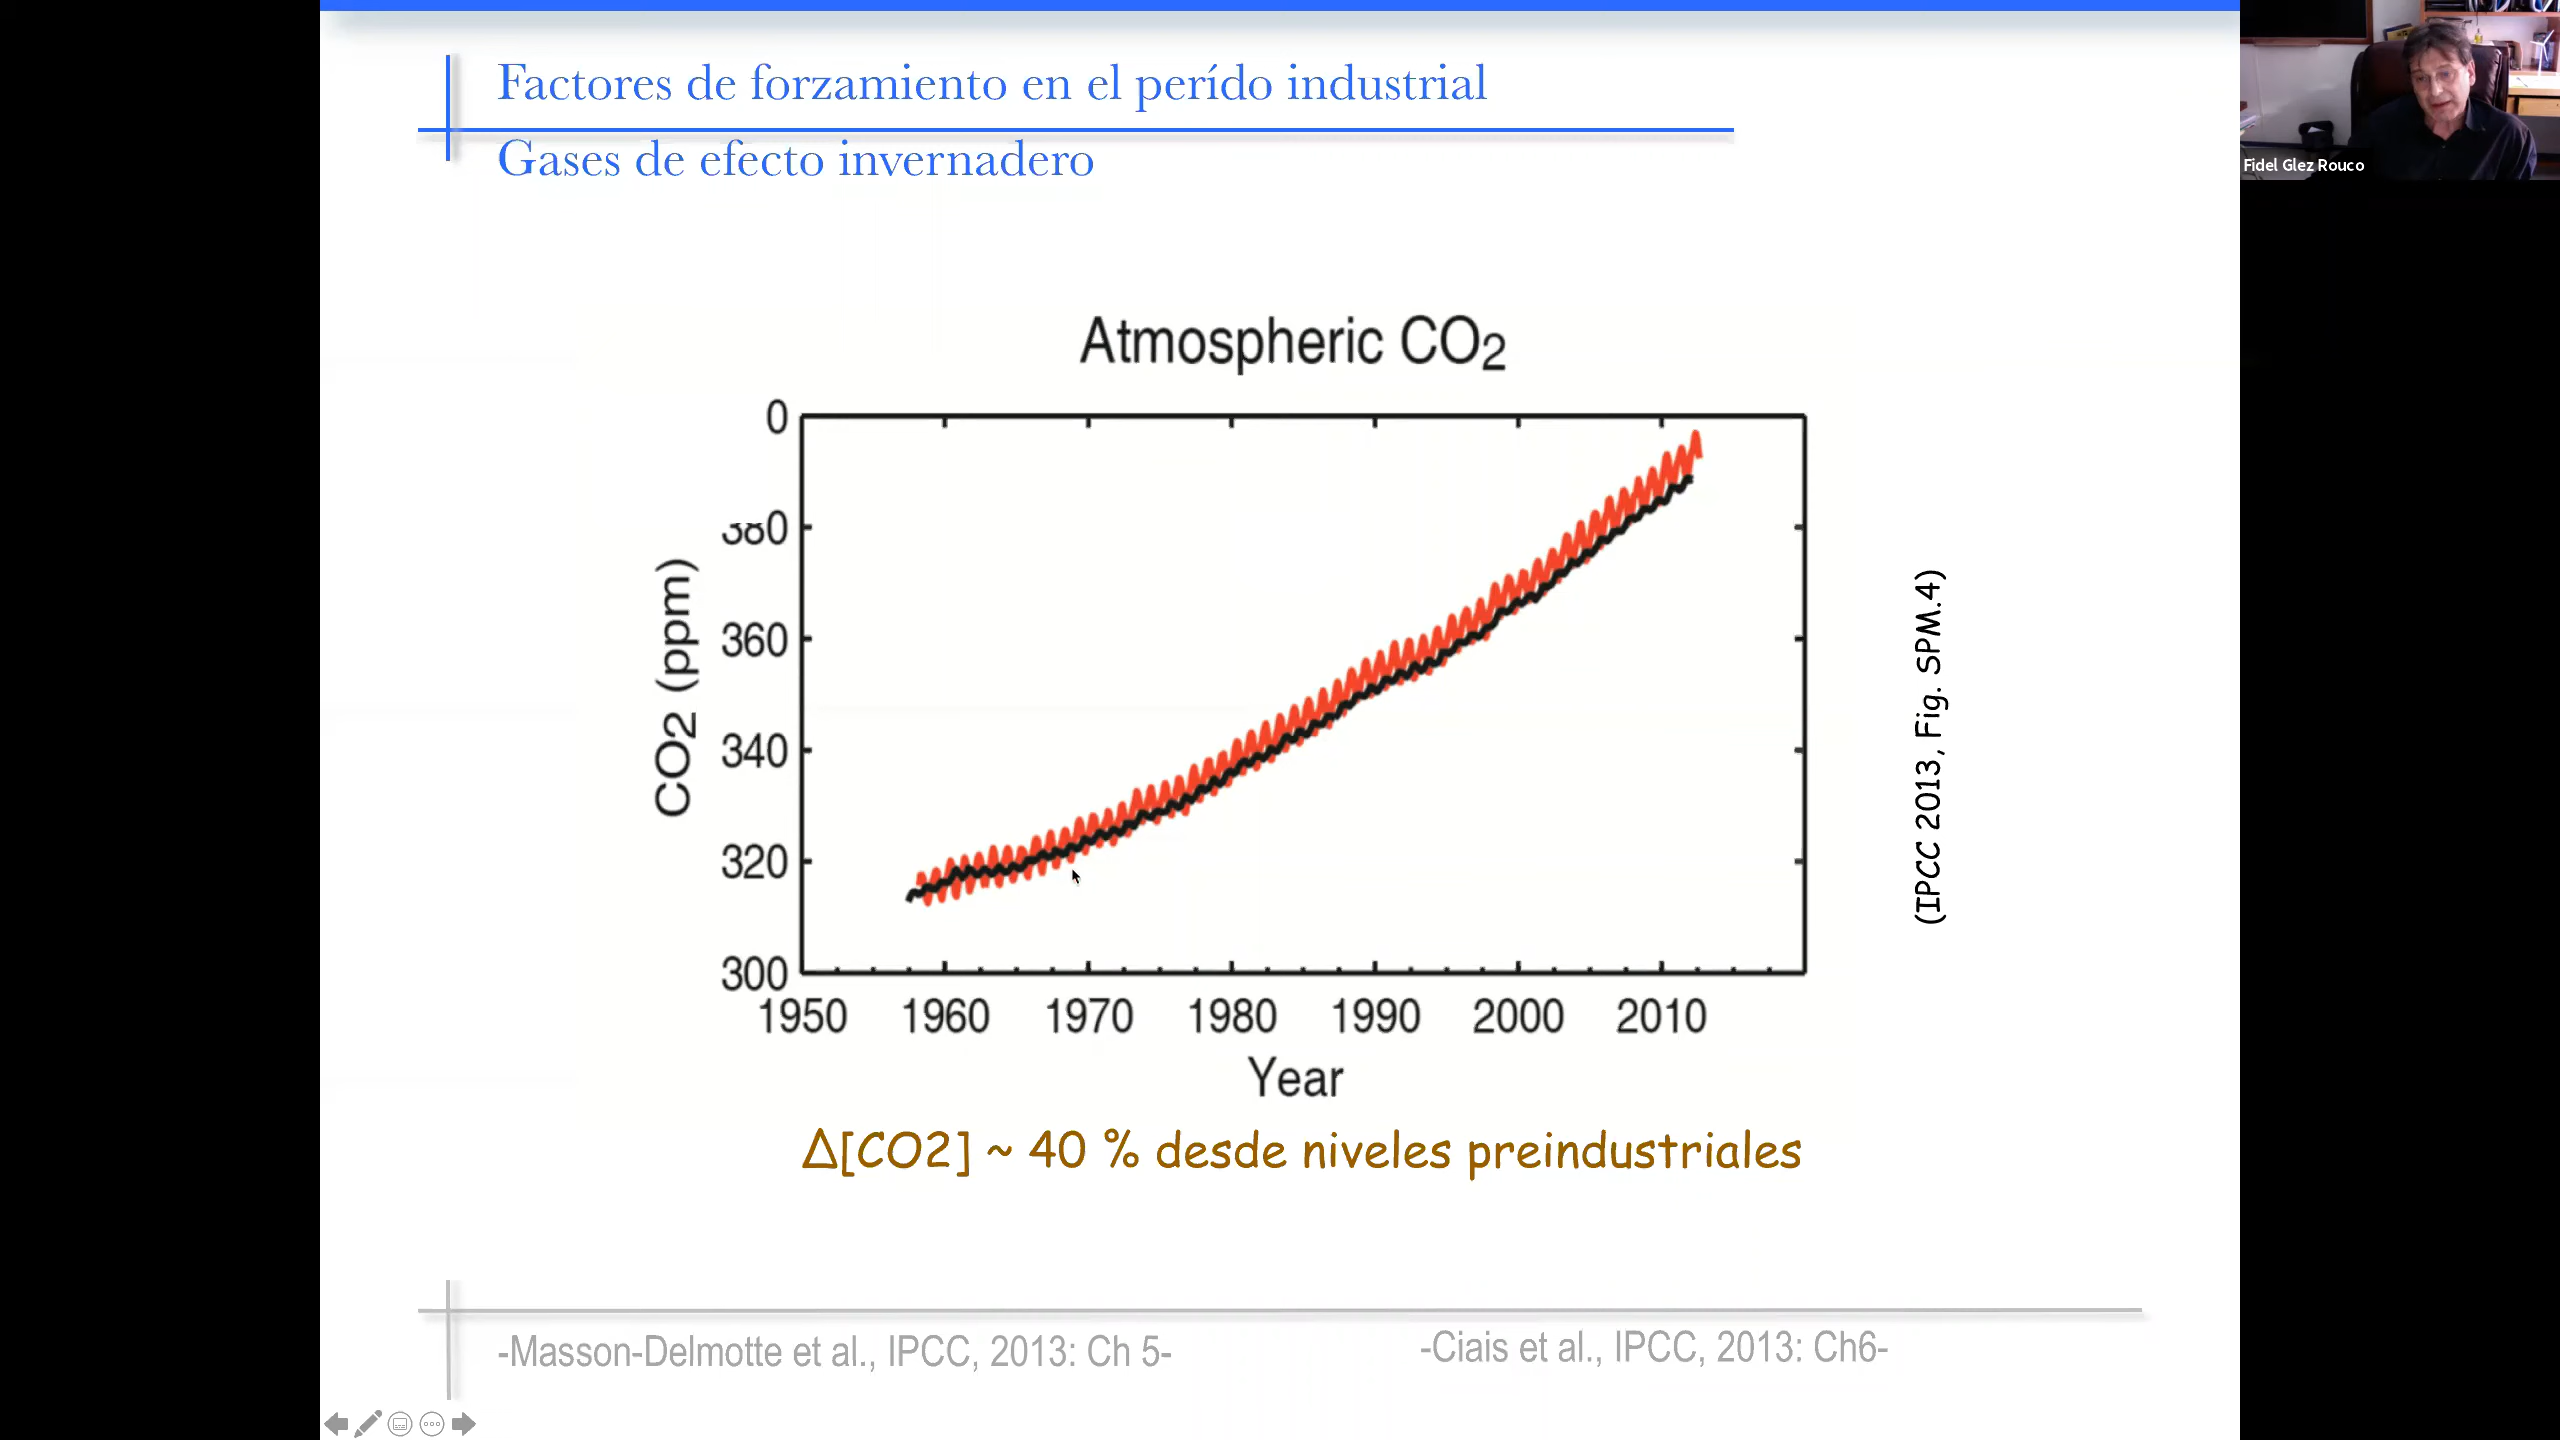 Factores de forzamiento en el perído industrial
Gases de efecto invernadero
Fidel Glez Rouco
Atmospheric CO2
0
380
360
340
320
300
CO2 (ppm)
1950 1960 1970 1980 1990 2000 2010
Year
(IPCC 2013, Fig. SPM.4)
Δ[CO2] ~ 40 % desde niveles preindustriales
-Masson-Delmotte et al., IPCC, 2013: Ch 5-
-Ciais et al., IPCC, 2013: Ch6-